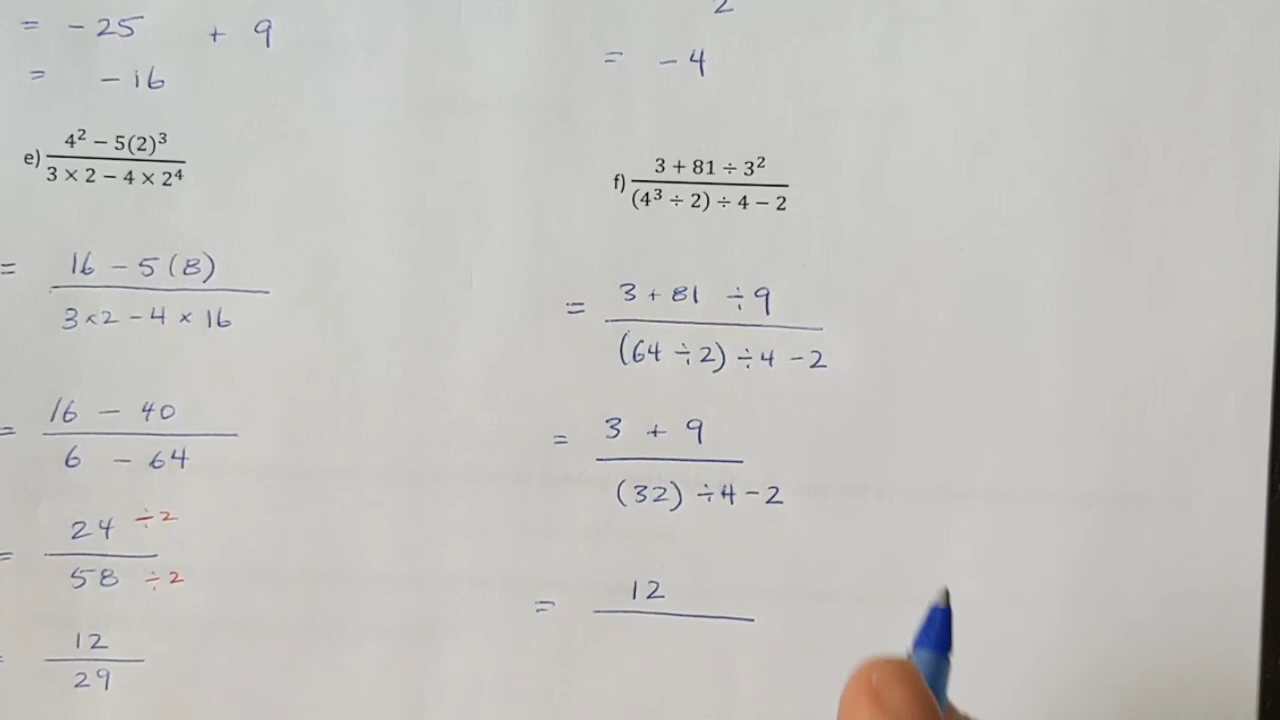 = -25 + 9
= -16
e) 4² − 5(2)³
3 × 2 − 4 × 2⁴
= 16 - 5(8)
3×2 - 4 × 16
= 16 - 40
6 - 64
= 24 ÷2
58 ÷2
= 12
29
2
= -4
f) 3 + 81 ÷ 3²
(4³ ÷ 2) ÷ 4 − 2
= 3 + 81 ÷ 9
(64 ÷ 2) ÷ 4 - 2
= 3 + 9
(32) ÷ 4 - 2
= 12